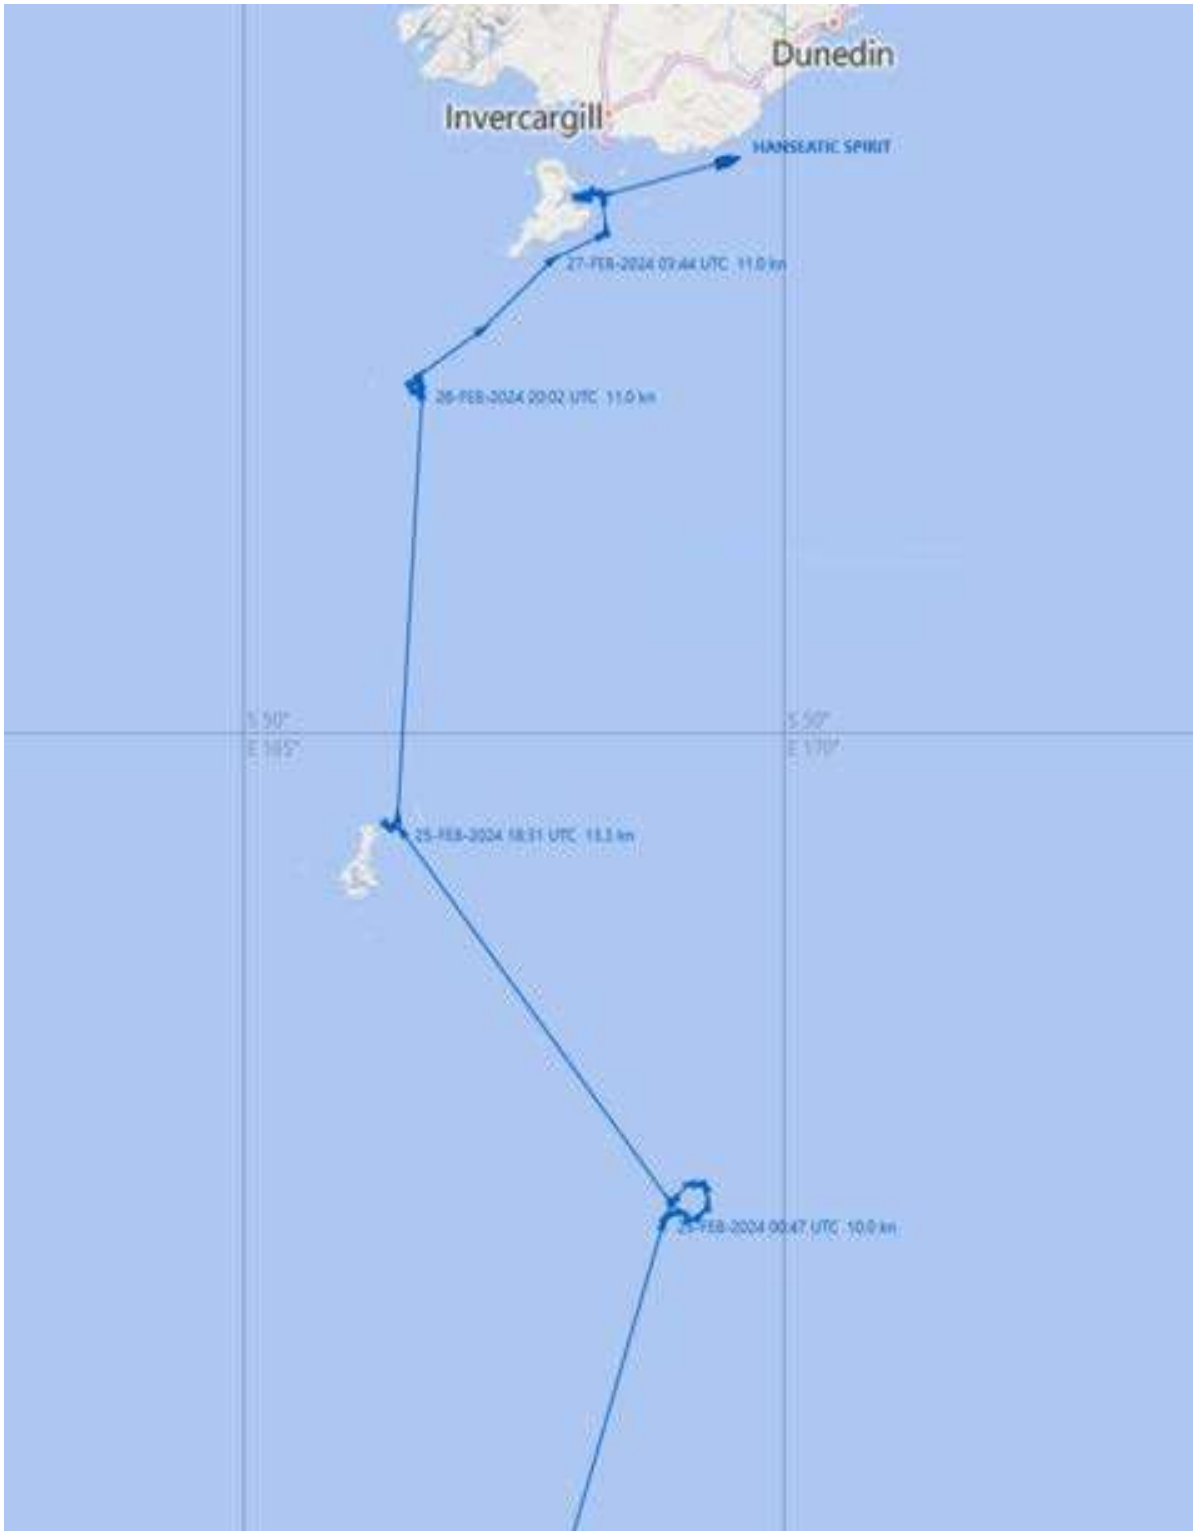 Dunedin
Invercargill
HANSEATIC SPIRIT
27-FEB-2024 03:44 UTC 11.0 kn
26-FEB-2024 20:02 UTC 11.0 kn
S 50°
S 50°
E 165°
E 170°
25-FEB-2024 18:31 UTC 13.3 kn
25-FEB-2024 00:47 UTC 10.0 kn